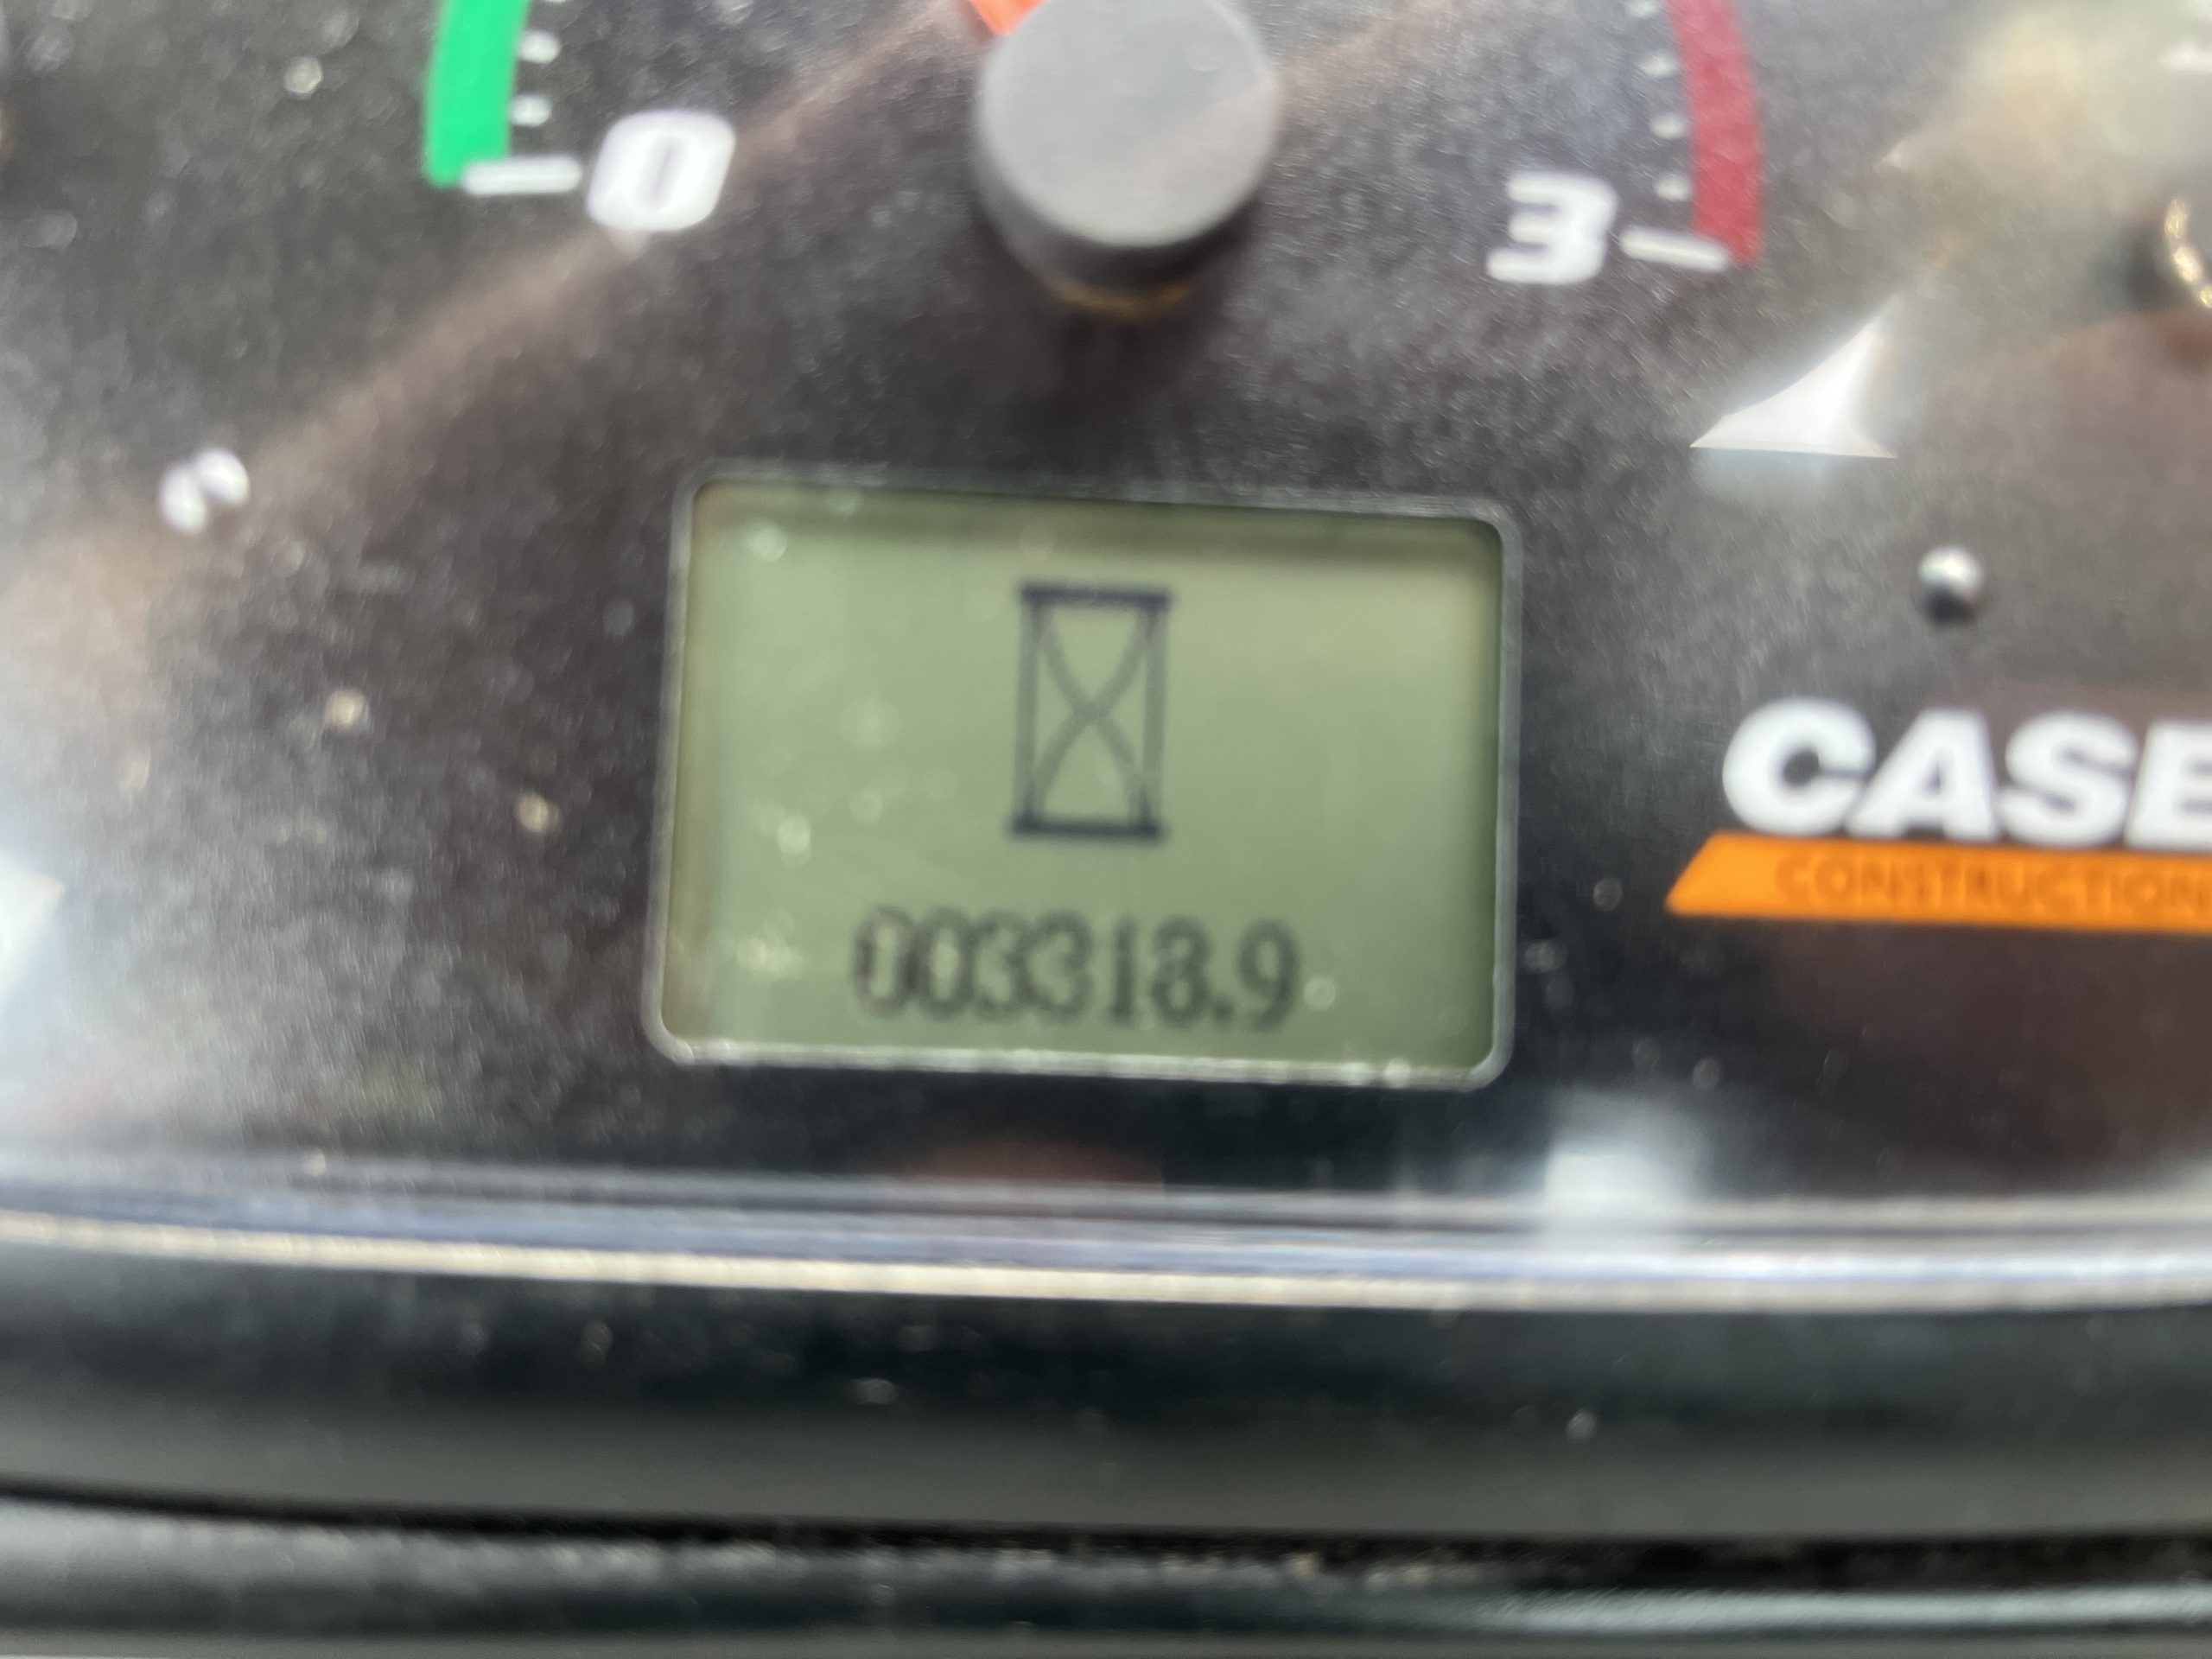 0
3
CASE
CONSTRUCTION
003318.9